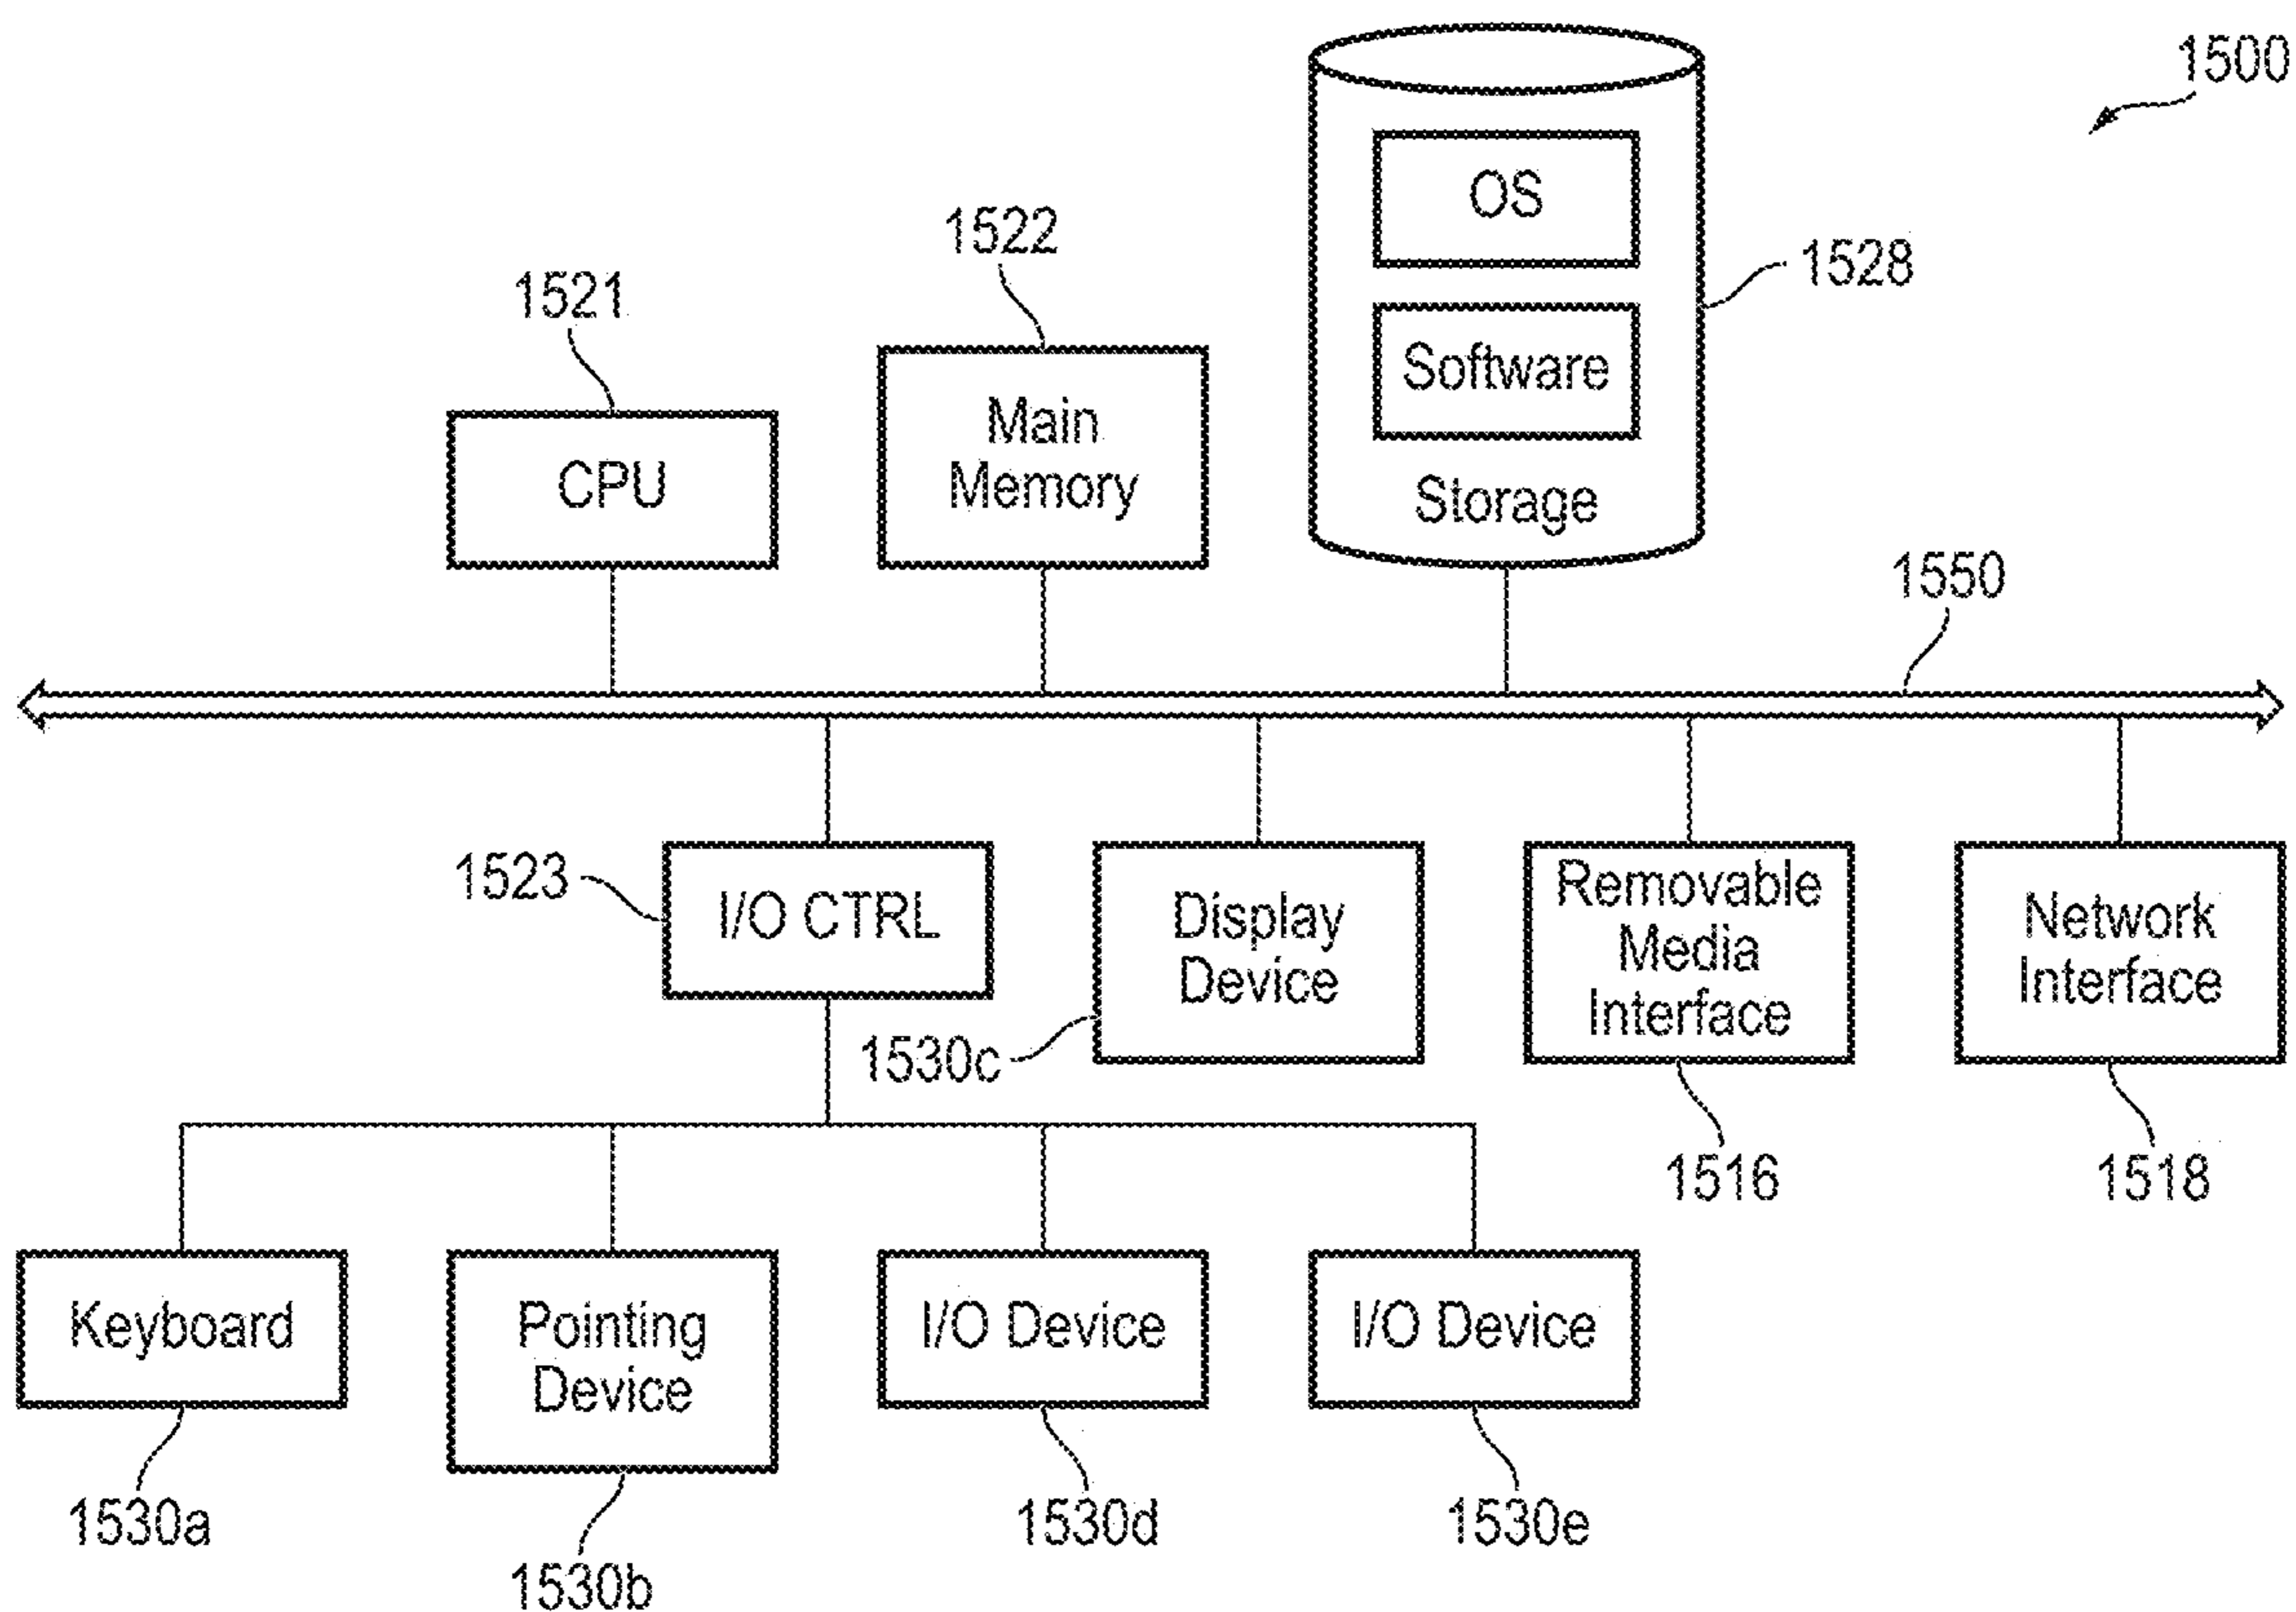 1500
OS
1522
1528
1521
Software
Main
Memory
CPU
Storage
1550
1523
I/O CTRL
Display
Device
Removable
Media
Interface
Network
Interface
1530c
1516
1518
Keyboard
Pointing
Device
I/O Device
I/O Device
1530a
1530b
1530d
1530e